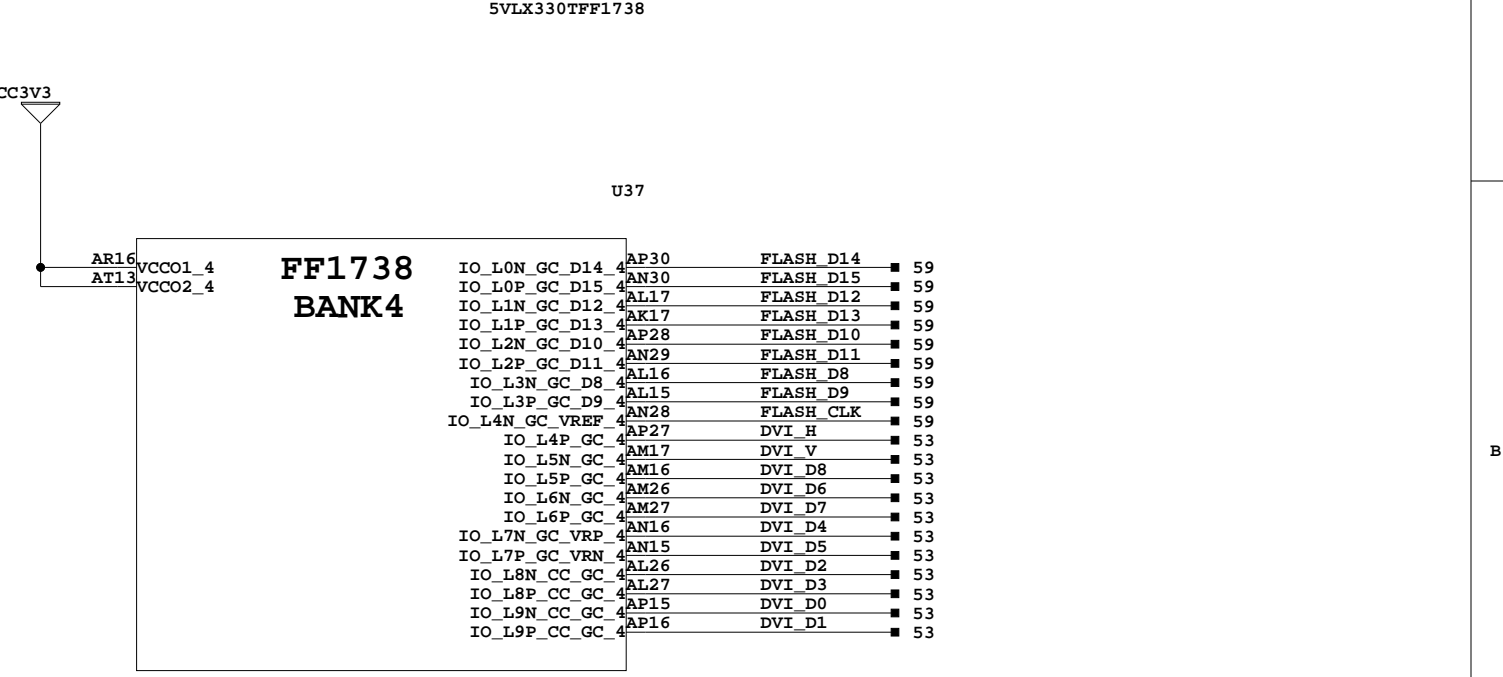 5VLX330TFF1738
CC3V3
U37
AR16 VCCO1_4 FF1738 IO_L0N_GC_D14_4 AP30 FLASH_D14 59
AT13 VCCO2_4 BANK4 IO_L0P_GC_D15_4 AN30 FLASH_D15 59
IO_L1N_GC_D12_4 AL17 FLASH_D12 59
IO_L1P_GC_D13_4 AK17 FLASH_D13 59
IO_L2N_GC_D10_4 AP28 FLASH_D10 59
IO_L2P_GC_D11_4 AN29 FLASH_D11 59
IO_L3N_GC_D8_4 AL16 FLASH_D8 59
IO_L3P_GC_D9_4 AL15 FLASH_D9 59
IO_L4N_GC_VREF_4 AN28 FLASH_CLK 59
IO_L4P_GC_4 AP27 DVI_H 53
IO_L5N_GC_4 AM17 DVI_V 53 B
IO_L5P_GC_4 AM16 DVI_D8 53
IO_L6N_GC_4 AM26 DVI_D6 53
IO_L6P_GC_4 AM27 DVI_D7 53
IO_L7N_GC_VRP_4 AN16 DVI_D4 53
IO_L7P_GC_VRN_4 AN15 DVI_D5 53
IO_L8N_CC_GC_4 AL26 DVI_D2 53
IO_L8P_CC_GC_4 AL27 DVI_D3 53
IO_L9N_CC_GC_4 AP15 DVI_D0 53
IO_L9P_CC_GC_4 AP16 DVI_D1 53